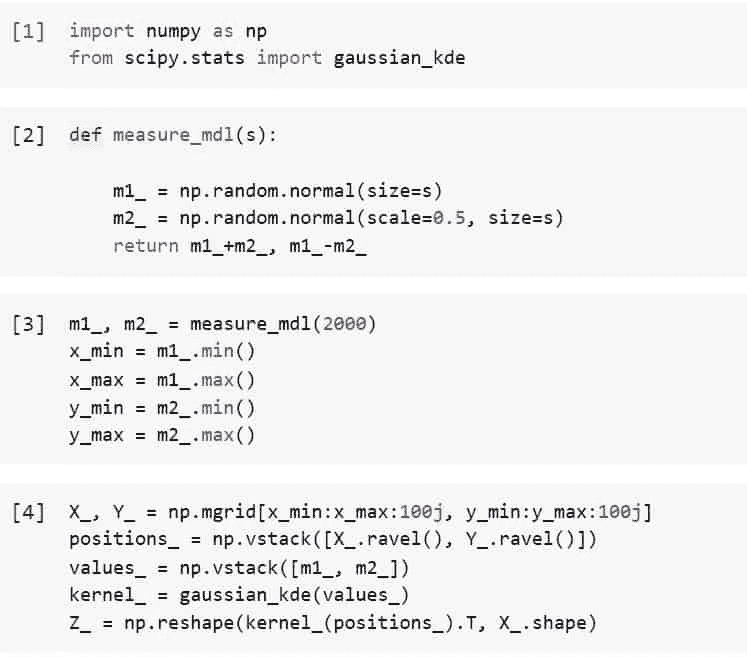 [1] import numpy as np
from scipy.stats import gaussian_kde
[2] def measure_mdl(s):
m1_ = np.random.normal(size=s)
m2_ = np.random.normal(scale=0.5, size=s)
return m1_+m2_, m1_-m2_
[3] m1_, m2_ = measure_mdl(2000)
x_min = m1_.min()
x_max = m1_.max()
y_min = m2_.min()
y_max = m2_.max()
[4] X_, Y_ = np.mgrid[x_min:x_max:100j, y_min:y_max:100j]
positions_ = np.vstack([X_.ravel(), Y_.ravel()])
values_ = np.vstack([m1_, m2_])
kernel_ = gaussian_kde(values_)
Z_ = np.reshape(kernel_(positions_).T, X_.shape)